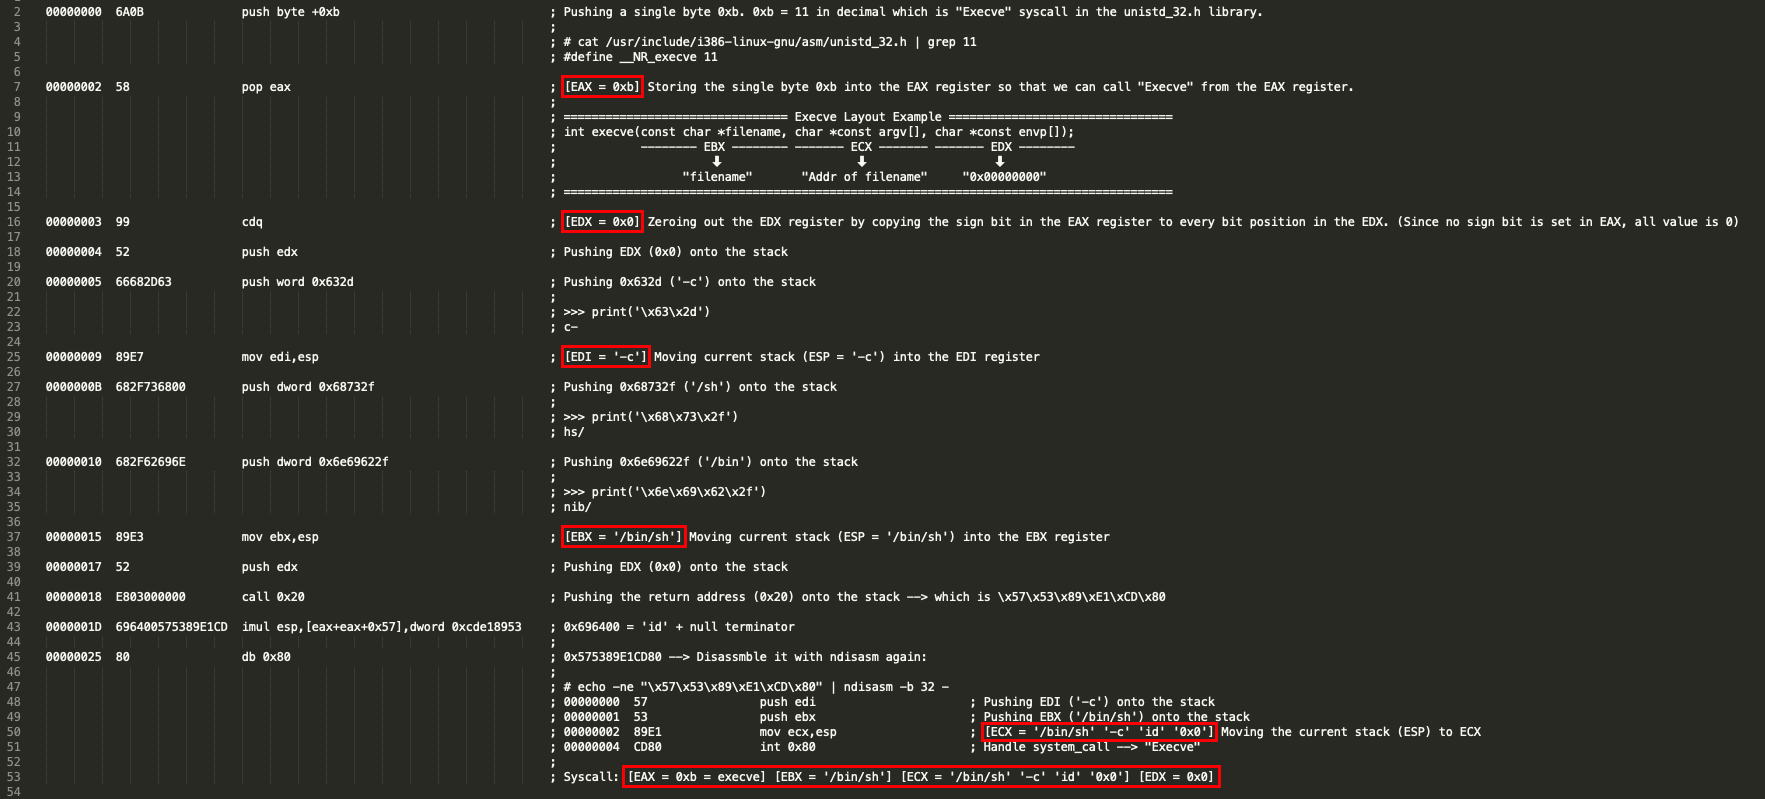 2 00000000 6A0B push byte +0xb ; Pushing a single byte 0xb. 0xb = 11 in decimal which is "Execve" syscall in the unistd_32.h library.
3 ;
4 ; # cat /usr/include/i386-linux-gnu/asm/unistd_32.h | grep 11
5 ; #define __NR_execve 11
6
7 00000002 58 pop eax ; [EAX = 0xb] Storing the single byte 0xb into the EAX register so that we can call "Execve" from the EAX register.
8 ;
9 ; ================================ Execve Layout Example ================================
10 ; int execve(const char *filename, char *const argv[], char *const envp[]);
11 ; -------- EBX -------- ------- ECX ------- ------- EDX --------
12 ; ⬇ ⬇ ⬇
13 ; "filename" "Addr of filename" "0x00000000"
14 ; =======================================================================================
15
16 00000003 99 cdq ; [EDX = 0x0] Zeroing out the EDX register by copying the sign bit in the EAX register to every bit position in the EDX. (Since no sign bit is set in EAX, all value is 0)
17
18 00000004 52 push edx ; Pushing EDX (0x0) onto the stack
19
20 00000005 66682D63 push word 0x632d ; Pushing 0x632d ('-c') onto the stack
21 ;
22 ; >>> print('\x63\x2d')
23 ; c-
24
25 00000009 89E7 mov edi,esp ; [EDI = '-c'] Moving current stack (ESP = '-c') into the EDI register
26
27 0000000B 682F736800 push dword 0x68732f ; Pushing 0x68732f ('/sh') onto the stack
28 ;
29 ; >>> print('\x68\x73\x2f')
30 ; hs/
31
32 00000010 682F62696E push dword 0x6e69622f ; Pushing 0x6e69622f ('/bin') onto the stack
33 ;
34 ; >>> print('\x6e\x69\x62\x2f')
35 ; nib/
36
37 00000015 89E3 mov ebx,esp ; [EBX = '/bin/sh'] Moving current stack (ESP = '/bin/sh') into the EBX register
38
39 00000017 52 push edx ; Pushing EDX (0x0) onto the stack
40
41 00000018 E803000000 call 0x20 ; Pushing the return address (0x20) onto the stack --> which is \x57\x53\x89\xE1\xCD\x80
42
43 0000001D 696400575389E1CD imul esp,[eax+eax+0x57],dword 0xcde18953 ; 0x696400 = 'id' + null terminator
44 ;
45 00000025 80 db 0x80 ; 0x575389E1CD80 --> Disassmble it with ndisasm again:
46 ;
47 ; # echo -ne "\x57\x53\x89\xE1\xCD\x80" | ndisasm -b 32 -
48 ; 00000000 57 push edi ; Pushing EDI ('-c') onto the stack
49 ; 00000001 53 push ebx ; Pushing EBX ('/bin/sh') onto the stack
50 ; 00000002 89E1 mov ecx,esp ; [ECX = '/bin/sh' '-c' 'id' '0x0'] Moving the current stack (ESP) to ECX
51 ; 00000004 CD80 int 0x80 ; Handle system_call --> "Execve"
52 ;
53 ; Syscall: [EAX = 0xb = execve] [EBX = '/bin/sh'] [ECX = '/bin/sh' '-c' 'id' '0x0'] [EDX = 0x0]
54